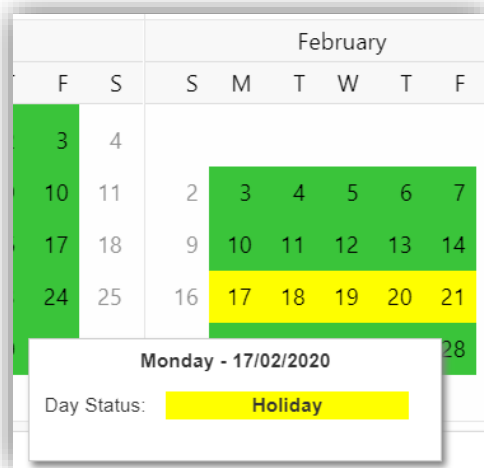 February
F S S M T W T F
3 4
10 11 2 3 4 5 6 7
17 18 9 10 11 12 13 14
24 25 16 17 18 19 20 21
28
Monday - 17/02/2020
Day Status: Holiday